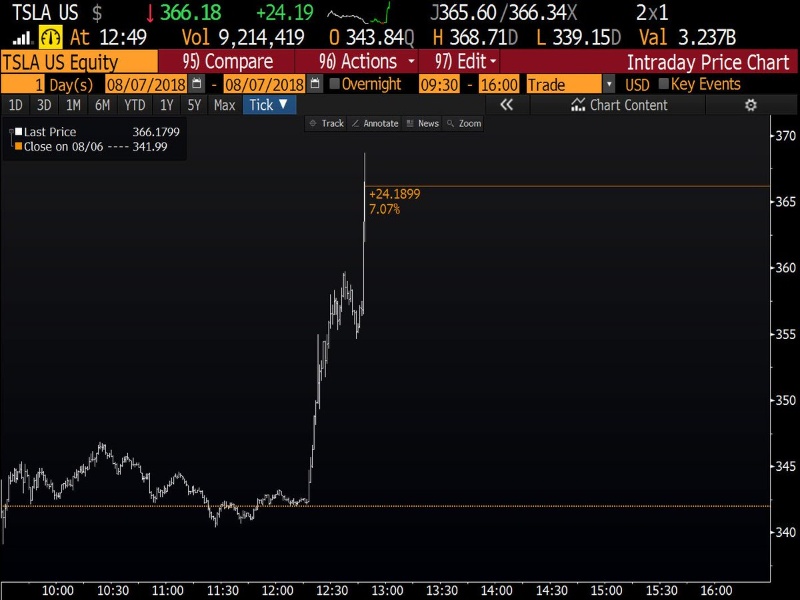 TSLA US $ ↓366.18 +24.19 J365.60/366.34X 2x1
At 12:49 Vol 9,214,419 O 343.84Q H 368.71D L 339.15D Val 3.237B
TSLA US Equity 95) Compare 96) Actions 97) Edit Intraday Price Chart
1 Day(s) 08/07/2018 - 08/07/2018 Overnight 09:30 - 16:00 Trade USD Key Events
1D 3D 1M 6M YTD 1Y 5Y Max Tick ▼ « Chart Content
Track Annotate News Zoom
Last Price 366.1799
Close on 08/06 ---- 341.99
370
+24.1899
7.07%
365
360
355
350
345
340
10:00 10:30 11:00 11:30 12:00 12:30 13:00 13:30 14:00 14:30 15:00 15:30 16:00